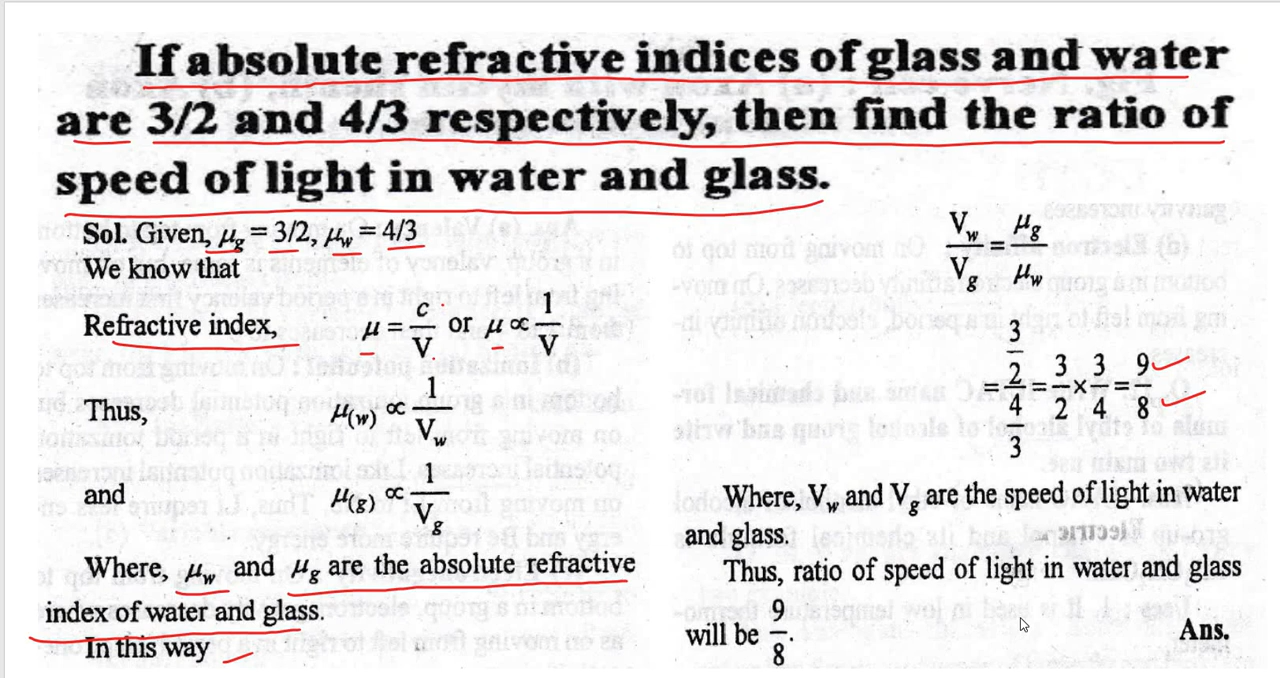 If absolute refractive indices of glass and water
are 3/2 and 4/3 respectively, then find the ratio of
speed of light in water and glass.
Sol. Given, μg = 3/2, μw = 4/3
We know that
Refractive index, μ = c/V or μ ∝ 1/V
Thus, μ(w) ∝ 1/Vw
and μ(g) ∝ 1/Vg
Where, μw and μg are the absolute refractive
index of water and glass.
In this way
Vw/Vg = μg/μw
= (3/2)/(4/3) = 3/2 × 3/4 = 9/8
Where, Vw and Vg are the speed of light in water
and glass.
Thus, ratio of speed of light in water and glass
will be 9/8. Ans.